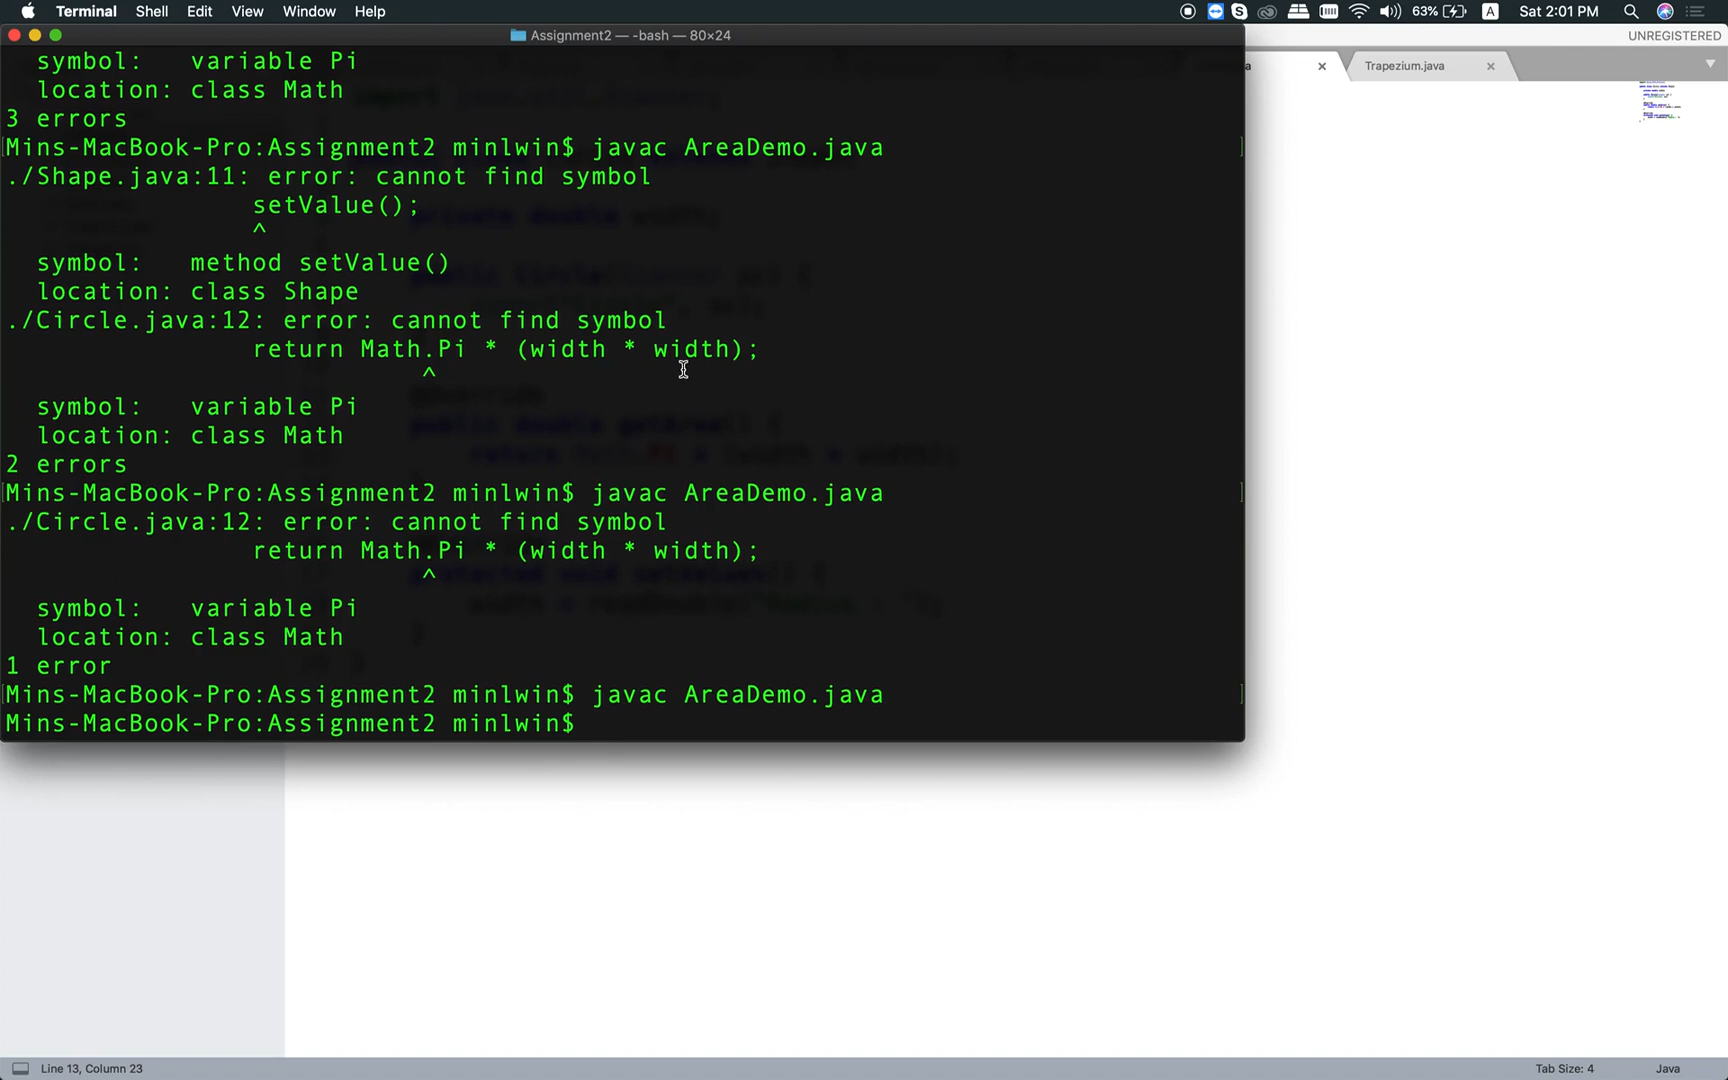 Terminal Shell Edit View Window Help
63% A Sat 2:01 PM
Assignment2 — -bash — 80×24
UNREGISTERED
a Trapezium.java
symbol: variable Pi
location: class Math
3 errors
[Mins-MacBook-Pro:Assignment2 minlwin$ javac AreaDemo.java ]
./Shape.java:11: error: cannot find symbol
setValue();
^
symbol: method setValue()
location: class Shape
./Circle.java:12: error: cannot find symbol
return Math.Pi * (width * width);
^
symbol: variable Pi
location: class Math
2 errors
[Mins-MacBook-Pro:Assignment2 minlwin$ javac AreaDemo.java ]
./Circle.java:12: error: cannot find symbol
return Math.Pi * (width * width);
^
symbol: variable Pi
location: class Math
1 error
[Mins-MacBook-Pro:Assignment2 minlwin$ javac AreaDemo.java ]
Mins-MacBook-Pro:Assignment2 minlwin$
Line 13, Column 23
Tab Size: 4 Java